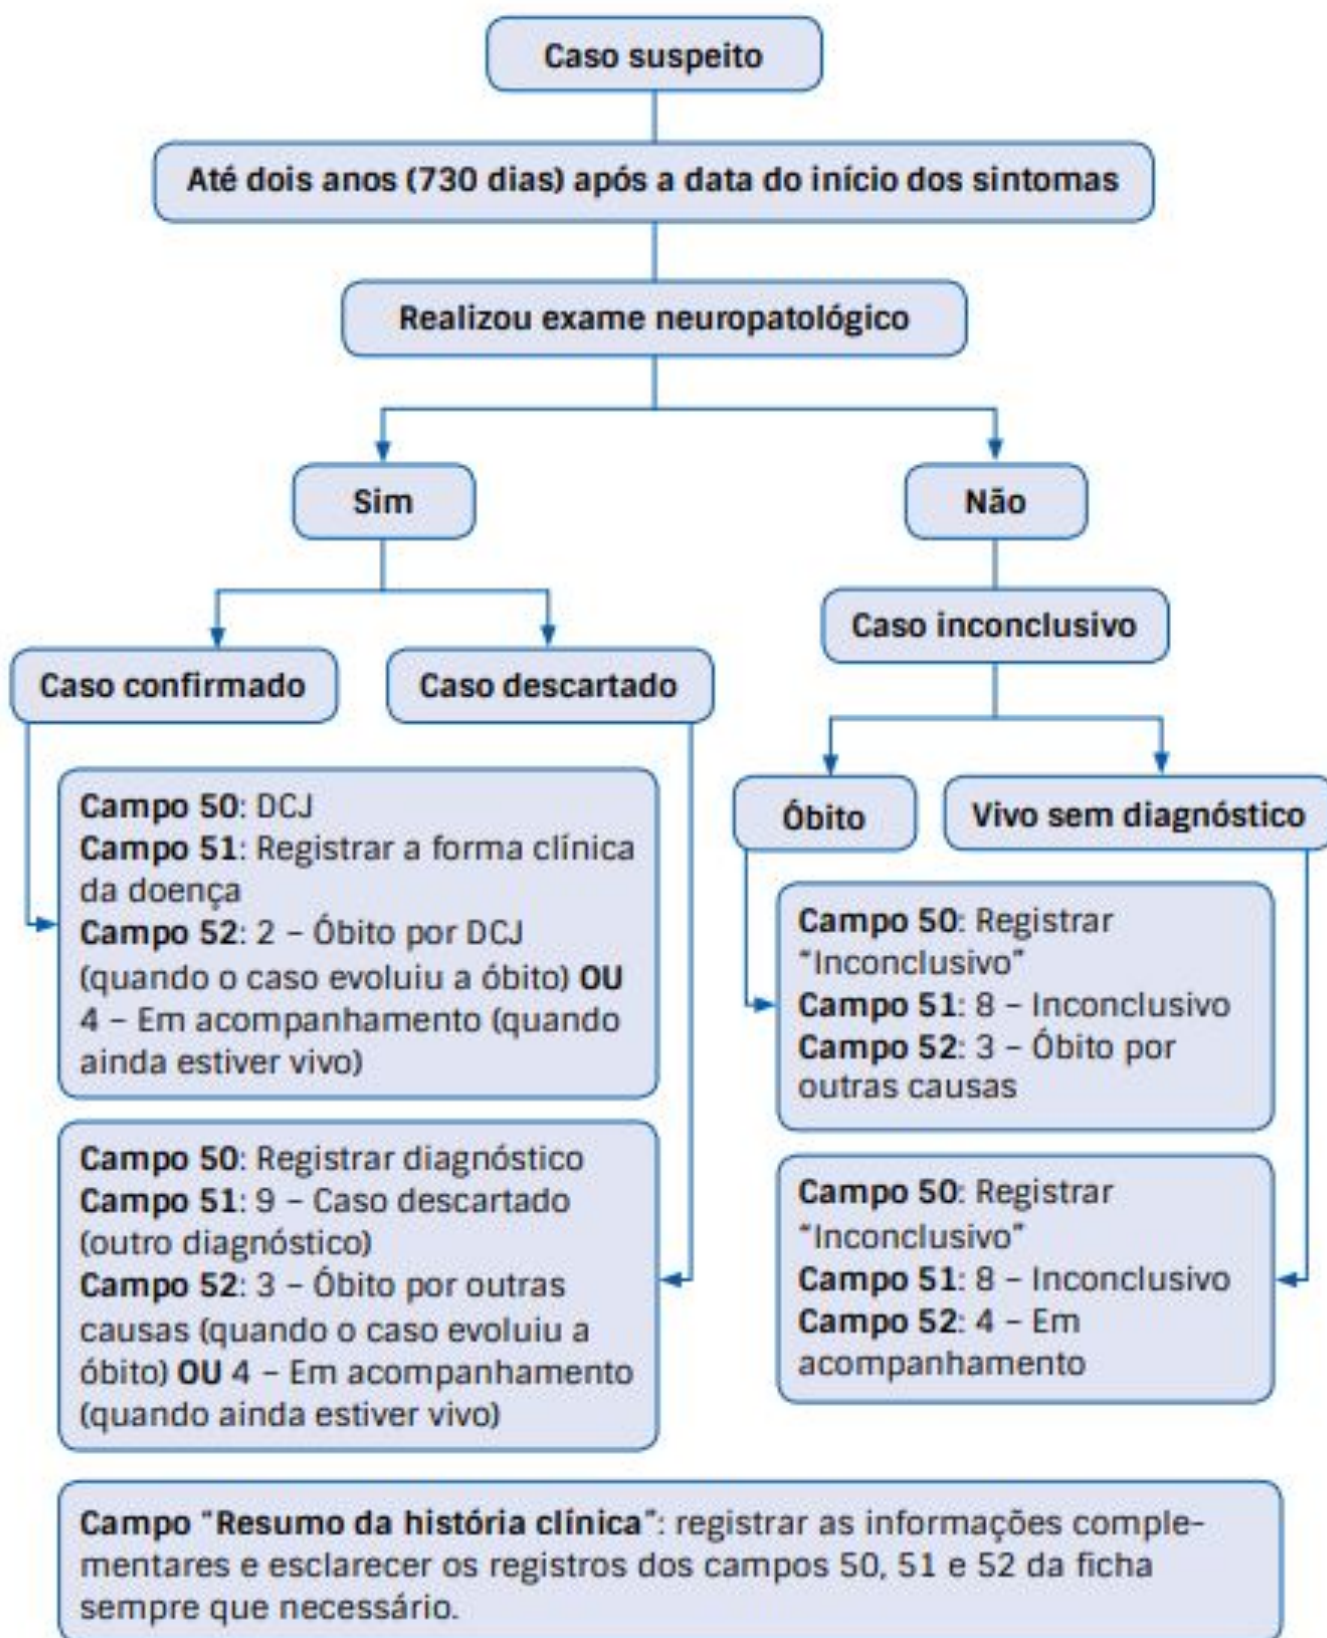 Caso suspeito
Até dois anos (730 dias) após a data do início dos sintomas
Realizou exame neuropatológico
Sim
Não
Caso inconclusivo
Caso confirmado
Caso descartado
Óbito
Vivo sem diagnóstico
Campo 50: DCJ
Campo 51: Registrar a forma clínica
da doença
Campo 52: 2 – Óbito por DCJ
(quando o caso evoluiu a óbito) OU
4 – Em acompanhamento (quando
ainda estiver vivo)
Campo 50: Registrar diagnóstico
Campo 51: 9 – Caso descartado
(outro diagnóstico)
Campo 52: 3 – Óbito por outras
causas (quando o caso evoluiu a
óbito) OU 4 – Em acompanhamento
(quando ainda estiver vivo)
Campo 50: Registrar
"Inconclusivo"
Campo 51: 8 – Inconclusivo
Campo 52: 3 – Óbito por
outras causas
Campo 50: Registrar
"Inconclusivo"
Campo 51: 8 – Inconclusivo
Campo 52: 4 – Em
acompanhamento
Campo "Resumo da história clínica": registrar as informações comple-
mentares e esclarecer os registros dos campos 50, 51 e 52 da ficha
sempre que necessário.